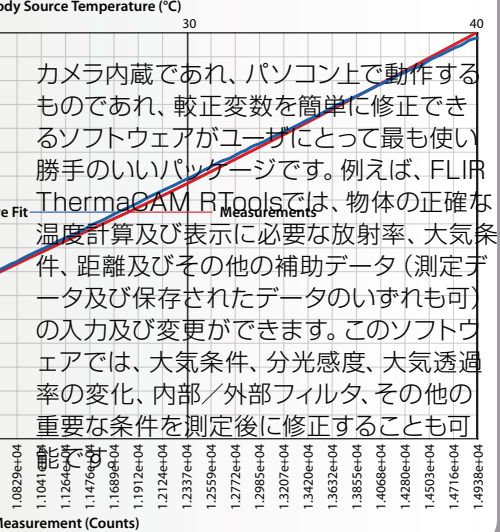 ody Source Temperature (°C)
30 40
カメラ内蔵であれ、パソコン上で動作する
ものであれ、較正変数を簡単に修正でき
るソフトウェアがユーザにとって最も使い
勝手のいいパッケージです。例えば、FLIR
ThermaCAM RToolsでは、物体の正確な
e Fit Measurements
温度計算及び表示に必要な放射率、大気条
件、距離及びその他の補助データ（測定デ
ータ及び保存されたデータのいずれも可）
の入力及び変更ができます。このソフトウ
ェアでは、大気条件、分光感度、大気透過
率の変化、内部／外部フィルタ、その他の
重要な条件を測定後に修正することも可
能です。
1.0829e+04
1.1041e+04
1.1264e+04
1.1476e+04
1.1689e+04
1.1912e+04
1.2124e+04
1.2337e+04
1.2559e+04
1.2772e+04
1.2985e+04
1.3207e+04
1.3420e+04
1.3632e+04
1.3855e+04
1.4068e+04
1.4280e+04
1.4503e+04
1.4716e+04
1.4938e+04
Measurement (Counts)